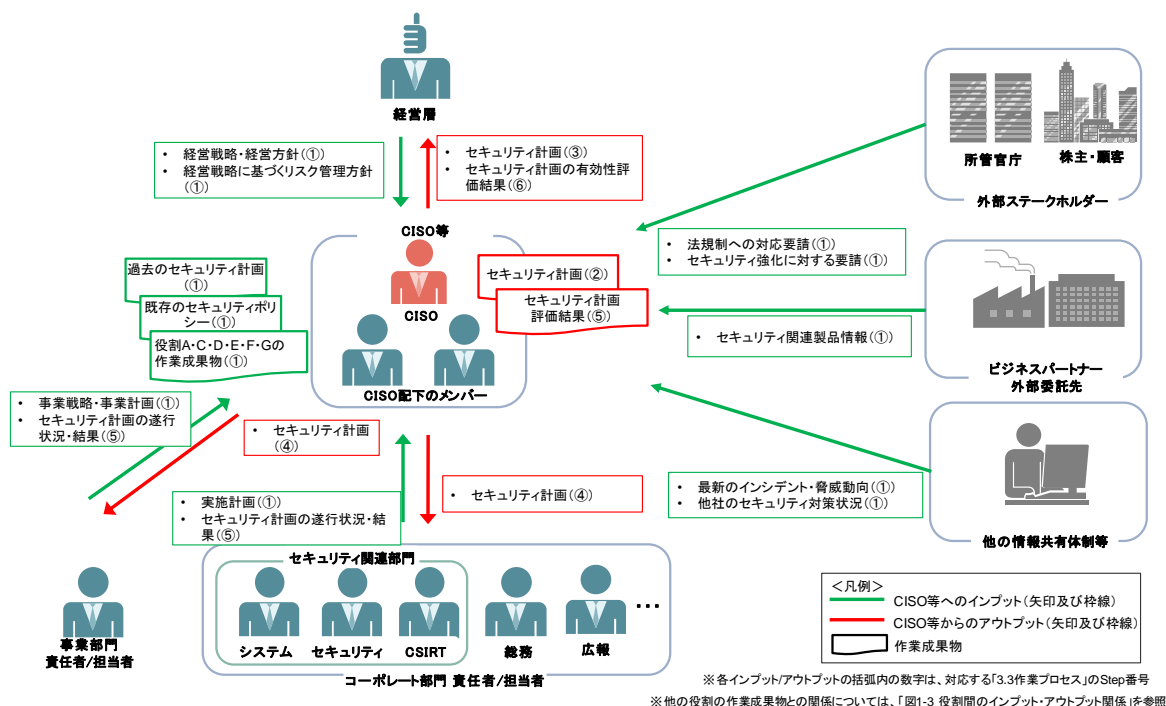 経営層
・ 経営戦略・経営方針(①)
・ 経営戦略に基づくリスク管理方針
(①)
・ セキュリティ計画(③)
・ セキュリティ計画の有効性評
価結果(⑥)
所管官庁
株主・顧客
外部ステークホルダー
CISO等
・ 法規制への対応要請(①)
・ セキュリティ強化に対する要請(①)
過去のセキュリティ計画
(①)
既存のセキュリティポリ
シー(①)
役割A・C・D・E・F・Gの
作業成果物(①)
CISO
セキュリティ計画(②)
セキュリティ計画
評価結果(⑤)
CISO配下のメンバー
・ セキュリティ関連製品情報(①)
ビジネスパートナー
外部委託先
・ 事業戦略・事業計画(①)
・ セキュリティ計画の遂行
状況・結果(⑤)
・ セキュリティ計画
(④)
・ 実施計画(①)
・ セキュリティ計画の遂行状況・結
果(⑤)
・ セキュリティ計画(④)
・ 最新のインシデント・脅威動向(①)
・ 他社のセキュリティ対策状況(①)
他の情報共有体制等
セキュリティ関連部門
システム
セキュリティ
CSIRT
総務
広報
…
事業部門
責任者/担当者
コーポレート部門 責任者/担当者
<凡例>
CISO等へのインプット(矢印及び枠線)
CISO等からのアウトプット(矢印及び枠線)
作業成果物
※各インプット/アウトプットの括弧内の数字は、対応する「3.3作業プロセス」のStep番号
※他の役割の作業成果物との関係については、「図1-3 役割間のインプット・アウトプット関係」を参照